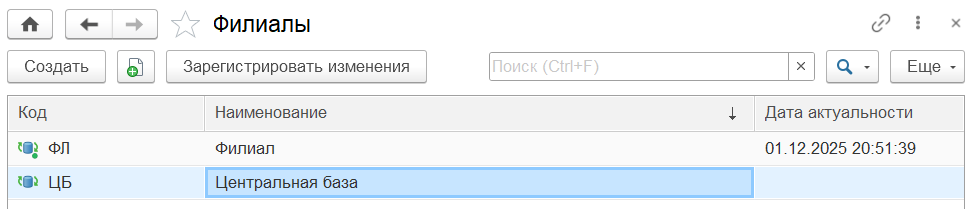 Филиалы
Создать Зарегистрировать изменения Поиск (Ctrl+F) × Еще
Код Наименование ↓ Дата актуальности
ФЛ Филиал 01.12.2025 20:51:39
ЦБ Центральная база